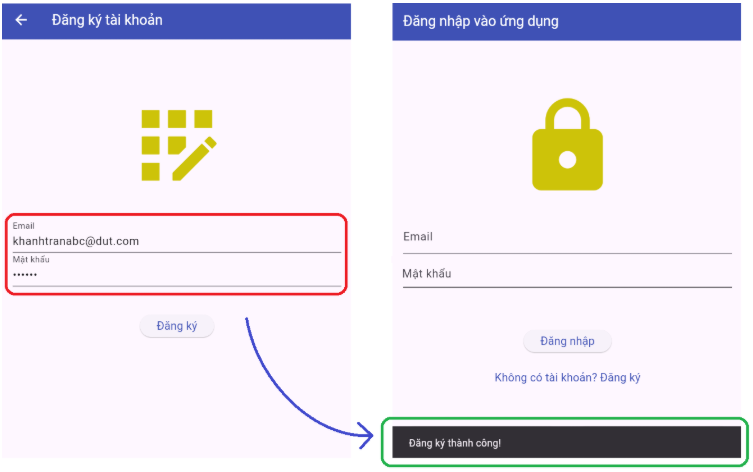 Đăng ký tài khoản
Email
khanhtranabc@dut.com
Mật khẩu
••••••
Đăng ký
Đăng nhập vào ứng dụng
Email
Mật khẩu
Đăng nhập
Không có tài khoản? Đăng ký
Đăng ký thành công!